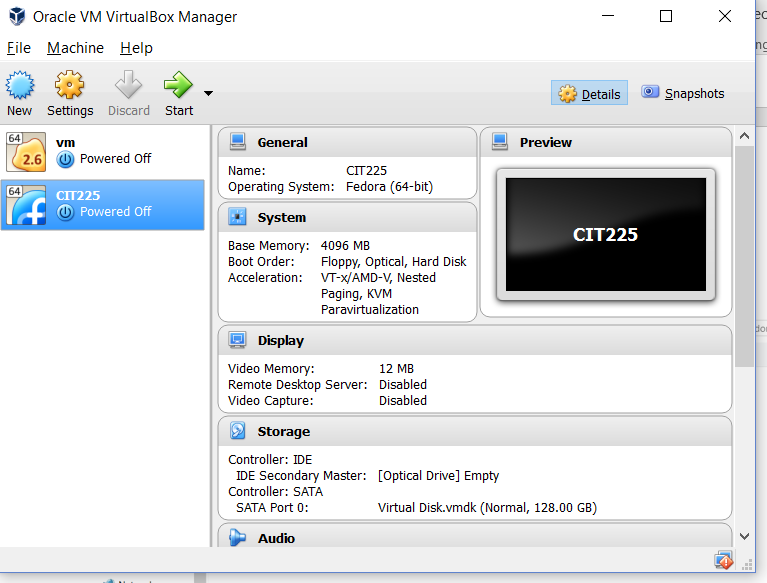 Oracle VM VirtualBox Manager
File Machine Help
New Settings Discard Start Details Snapshots
64 2.6 vm
Powered Off
64 CIT225
Powered Off
General
Name: CIT225
Operating System: Fedora (64-bit)
System
Base Memory: 4096 MB
Boot Order: Floppy, Optical, Hard Disk
Acceleration: VT-x/AMD-V, Nested
Paging, KVM
Paravirtualization
Preview
CIT225
Display
Video Memory: 12 MB
Remote Desktop Server: Disabled
Video Capture: Disabled
Storage
Controller: IDE
IDE Secondary Master: [Optical Drive] Empty
Controller: SATA
SATA Port 0: Virtual Disk.vmdk (Normal, 128.00 GB)
Audio